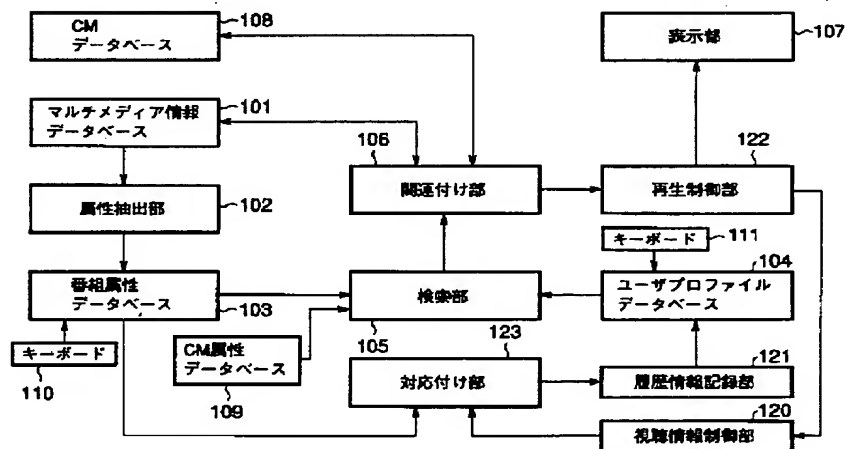 CM
データベース
108
表示部
107
マルチメディア情報
データベース
101
106
関連付け部
122
再生制御部
属性抽出部
102
キーボード
111
104
番組属性
データベース
103
検索部
105
ユーザプロファイル
データベース
キーボード
110
CM属性
データベース
109
123
対応付け部
121
履歴情報記録部
120
視聴情報制御部